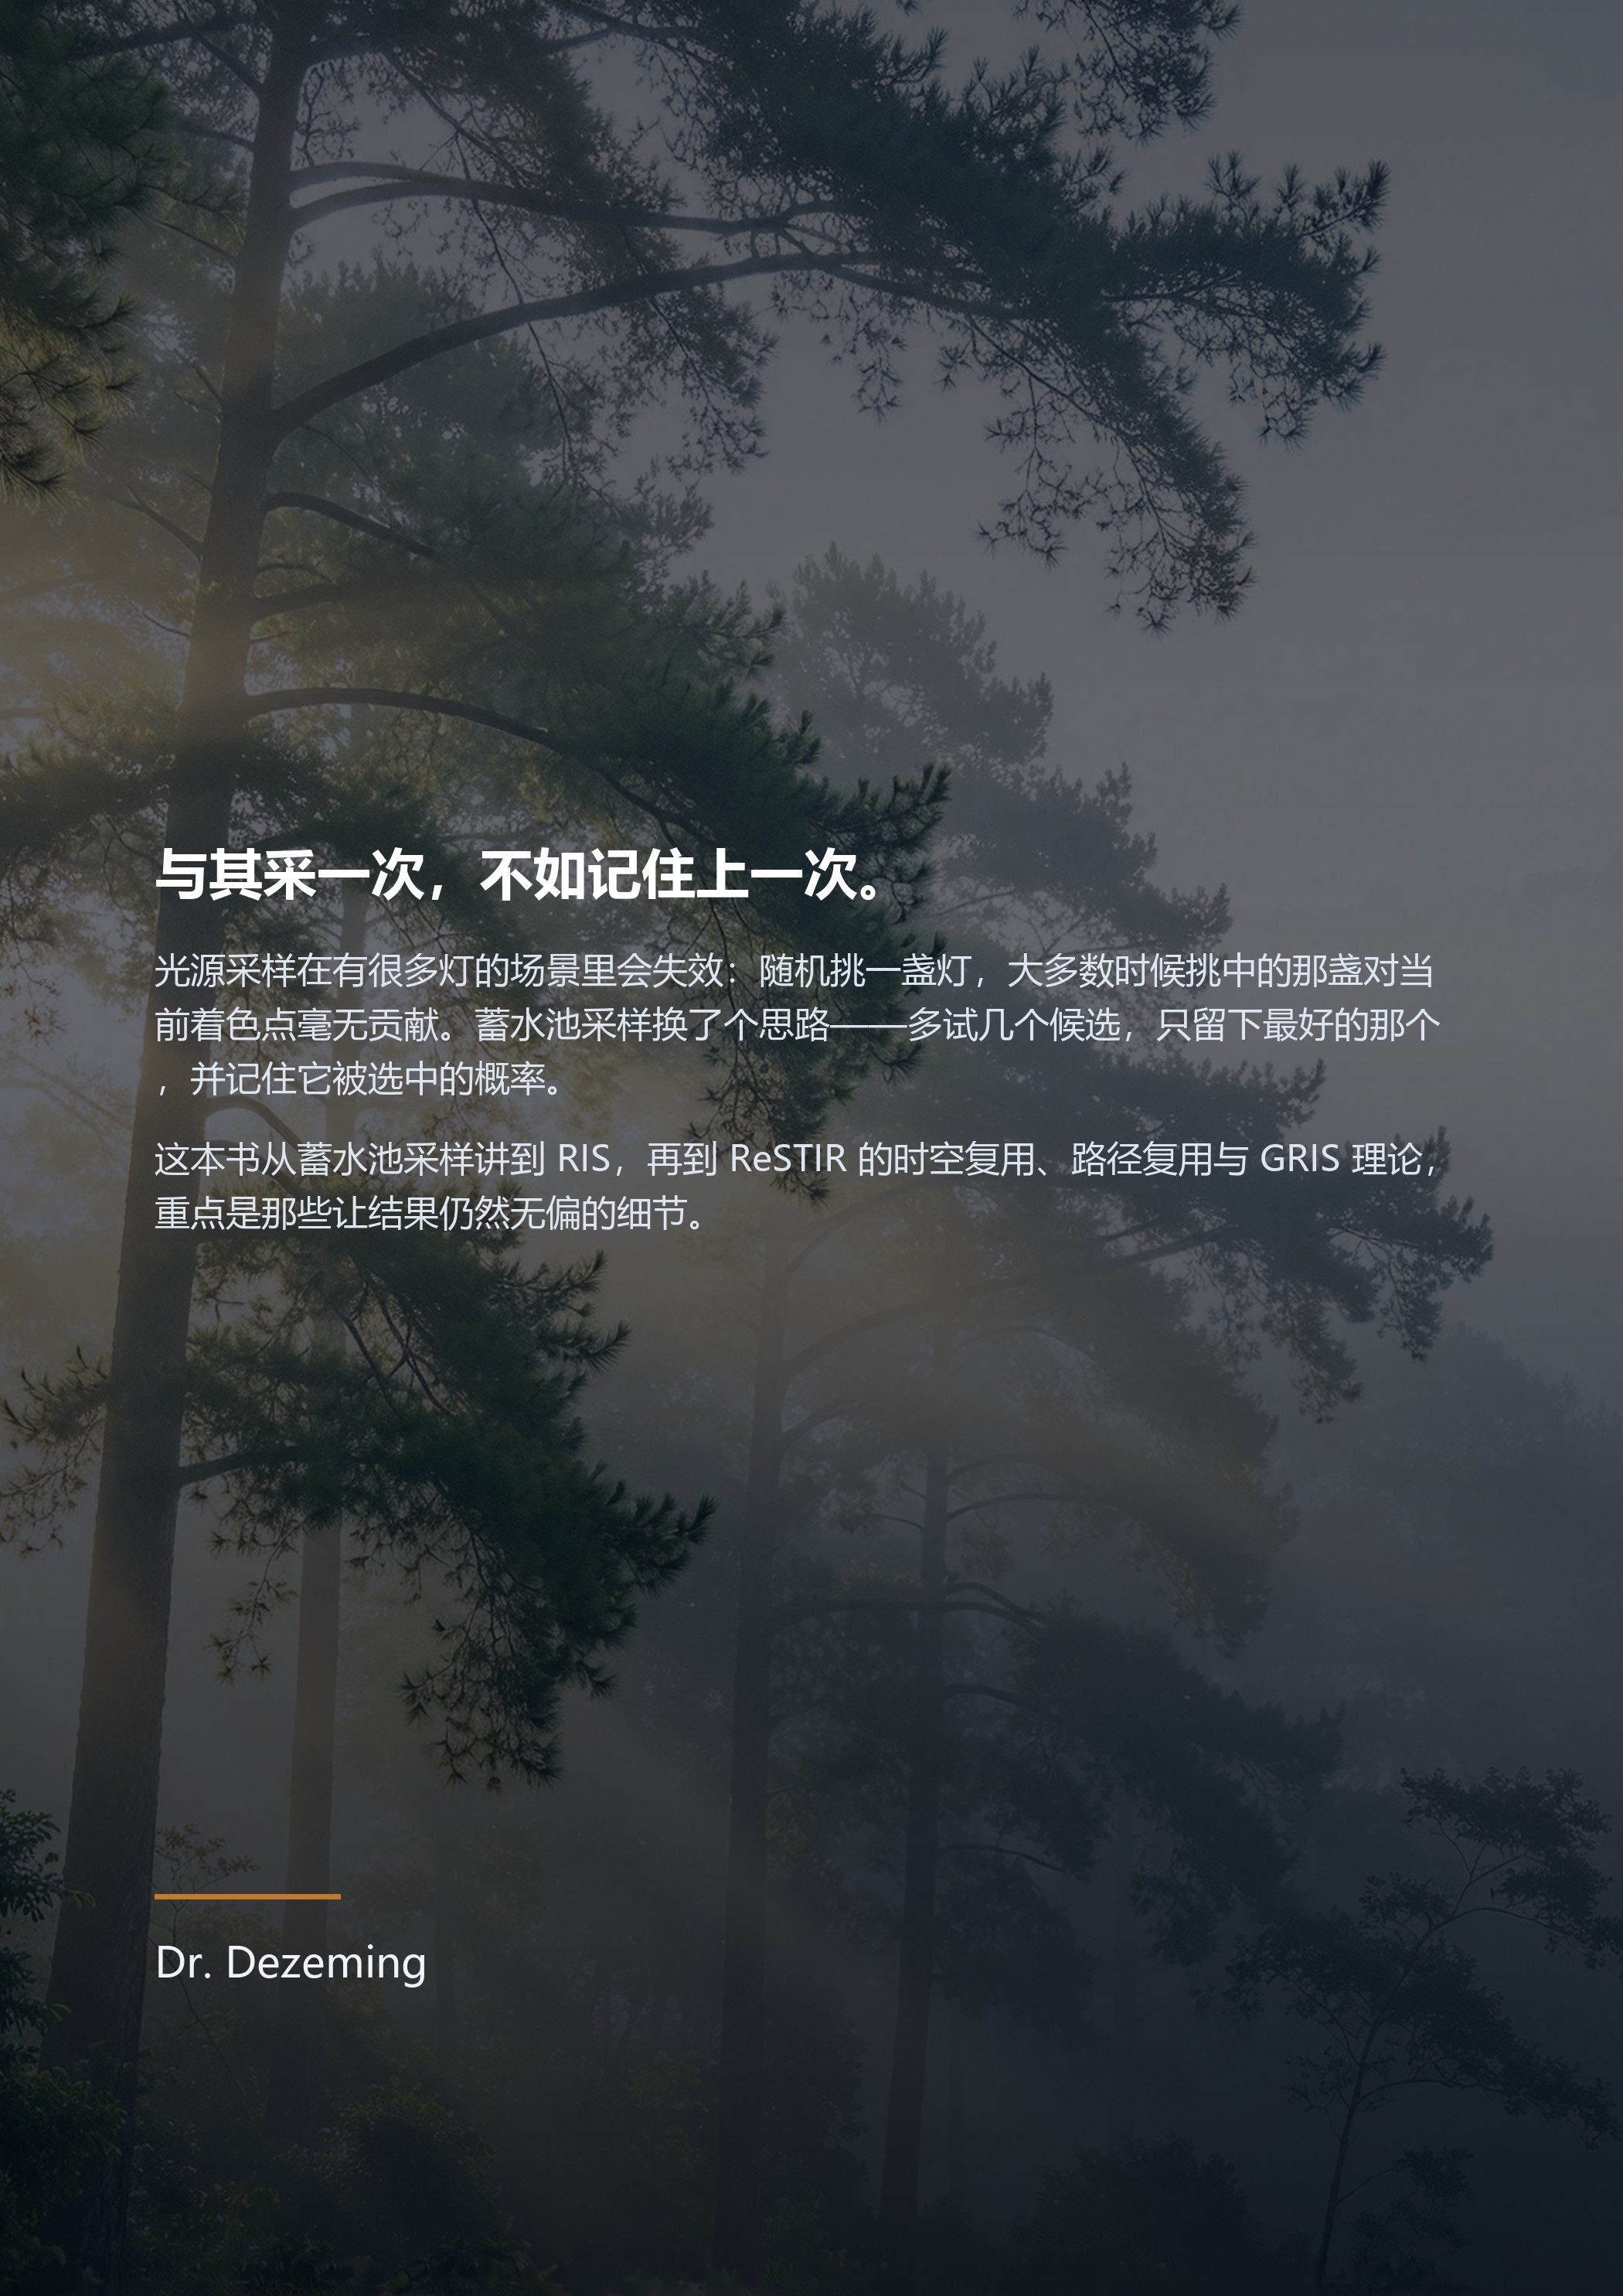 与其采一次，不如记住上一次。
光源采样在有很多灯的场景里会失效：随机挑一盏灯，大多数时候挑中的那盏对当
前着色点毫无贡献。蓄水池采样换了个思路——多试几个候选，只留下最好的那个
，并记住它被选中的概率。
这本书从蓄水池采样讲到 RIS，再到 ReSTIR 的时空复用、路径复用与 GRIS 理论，
重点是那些让结果仍然无偏的细节。
Dr. Dezeming